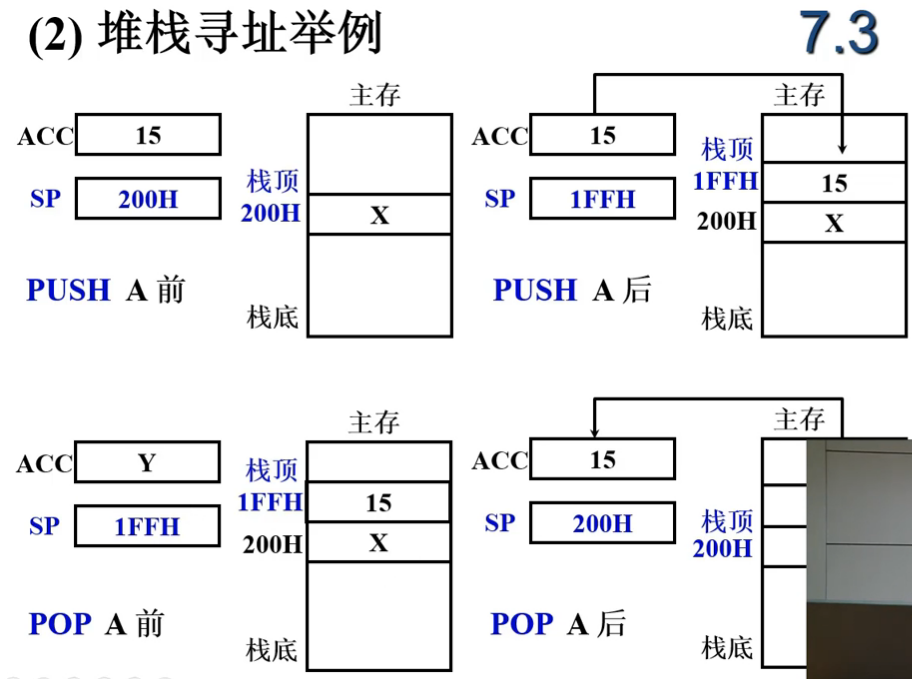 (2) 堆栈寻址举例
7.3
主存
ACC 15
SP 200H
栈顶
200H X
PUSH A 前
栈底
主存
ACC 15
栈顶
SP 1FFH
1FFH 15
200H X
PUSH A 后
栈底
主存
ACC Y
栈顶
SP 1FFH
1FFH 15
200H X
POP A 前
栈底
主存
ACC 15
SP 200H
栈顶
200H
POP A 后
栈底